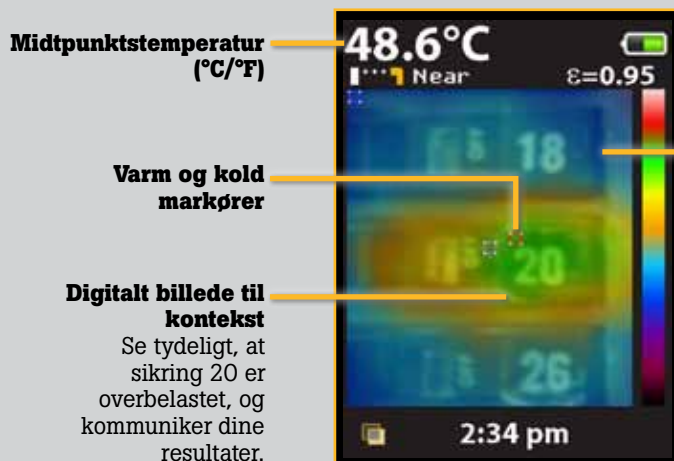 Midtpunktstemperatur
(°C/°F)
Varm og kold
markører
Digitalt billede til
kontekst
Se tydeligt, at
sikring 20 er
overbelastet, og
kommuniker dine
resultater.
48.6°C
Near
ε=0.95
18
20
26
2:34 pm